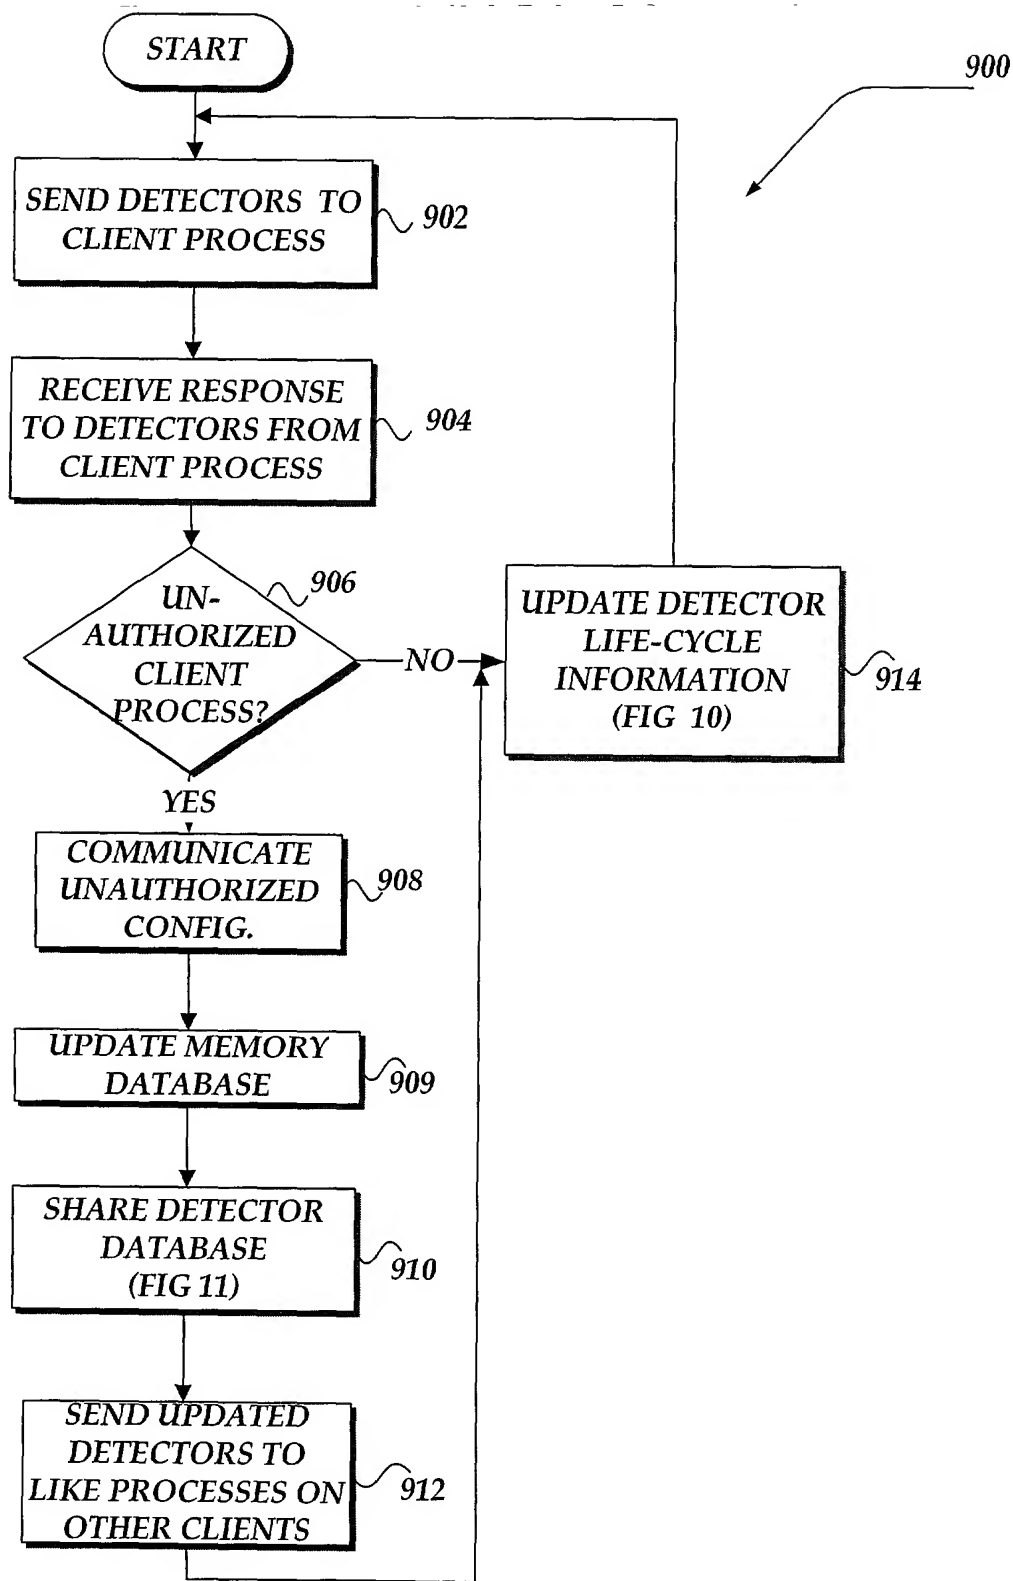 START
900
SEND DETECTORS TO
CLIENT PROCESS
902
RECEIVE RESPONSE
TO DETECTORS FROM
CLIENT PROCESS
904
UN-
AUTHORIZED
CLIENT
PROCESS?
906
NO
UPDATE DETECTOR
LIFE-CYCLE
INFORMATION
(FIG 10)
914
YES
COMMUNICATE
UNAUTHORIZED
CONFIG.
908
UPDATE MEMORY
DATABASE
909
SHARE DETECTOR
DATABASE
(FIG 11)
910
SEND UPDATED
DETECTORS TO
LIKE PROCESSES ON
OTHER CLIENTS
912